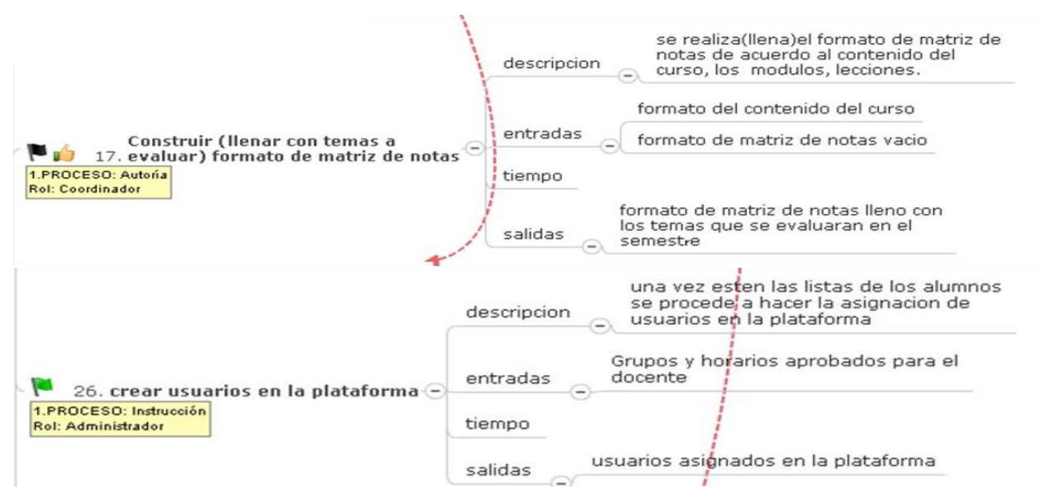 descripcion
se realiza(llena)el formato de matriz de
notas de acuerdo al contenido del
curso, los modulos, lecciones.
17. Construir (llenar con temas a
evaluar) formato de matriz de notas
1.PROCESO: Autoría
Rol: Coordinador
entradas
formato del contenido del curso
formato de matriz de notas vacio
tiempo
salidas
formato de matriz de notas lleno con
los temas que se evaluaran en el
semestre
descripcion
una vez esten las listas de los alumnos
se procede a hacer la asignacion de
usuarios en la plataforma
26. crear usuarios en la plataforma
1.PROCESO: Instrucción
Rol: Administrador
entradas
Grupos y horarios aprobados para el
docente
tiempo
salidas
usuarios asignados en la plataforma